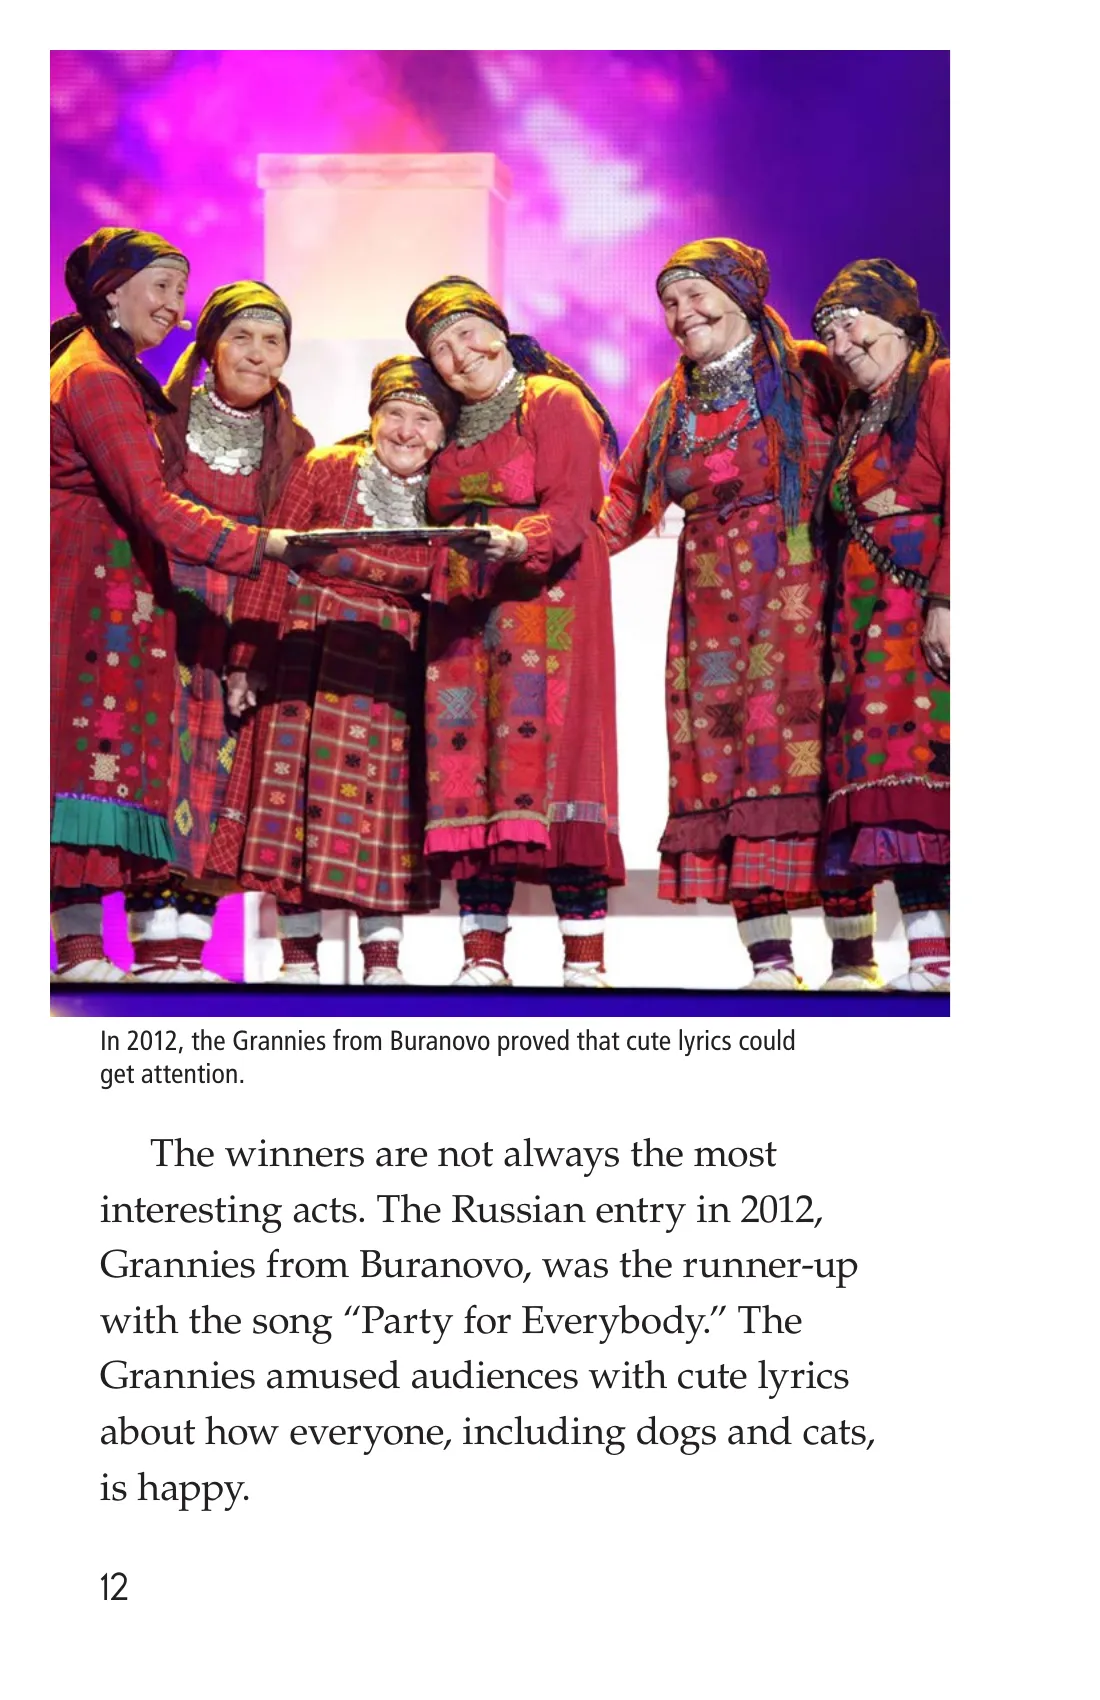 In 2012, the Grannies from Buranovo proved that cute lyrics could
get attention.
The winners are not always the most
interesting acts. The Russian entry in 2012,
Grannies from Buranovo, was the runner-up
with the song “Party for Everybody.” The
Grannies amused audiences with cute lyrics
about how everyone, including dogs and cats,
is happy.
12